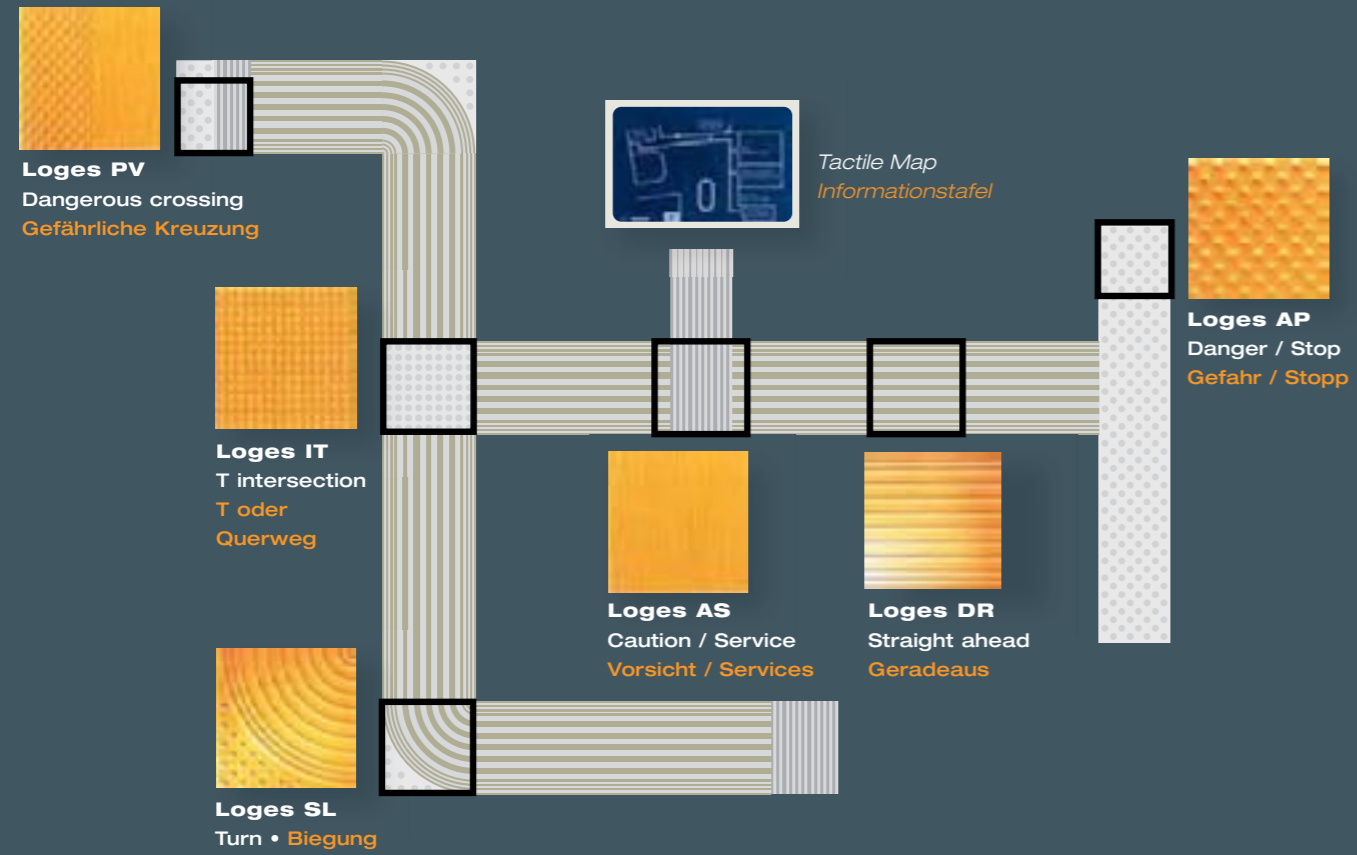 Loges PV
Dangerous crossing
Gefährliche Kreuzung
Tactile Map
Informationstafel
Loges AP
Danger / Stop
Gefahr / Stopp
Loges IT
T intersection
T oder
Querweg
Loges AS
Caution / Service
Vorsicht / Services
Loges DR
Straight ahead
Geradeaus
Loges SL
Turn • Biegung